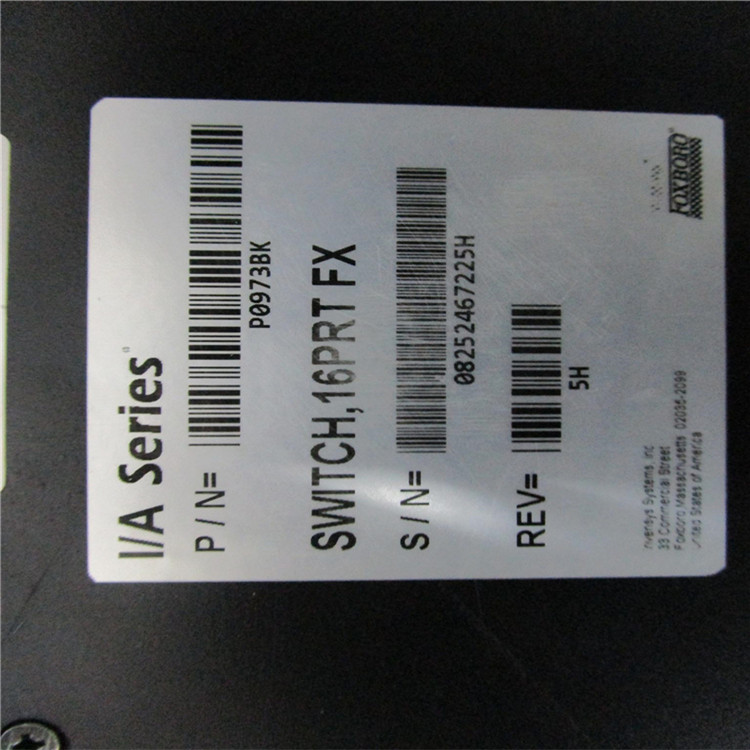 I/A Series®
P/N=
P0973BK
SWITCH,16PRT FX
S/N=
08252467225H
REV=
5H
Invensys Systems, Inc
33 Commercial Street
Foxboro Massachusetts 02035-2099
United States of America
FOXBORO®